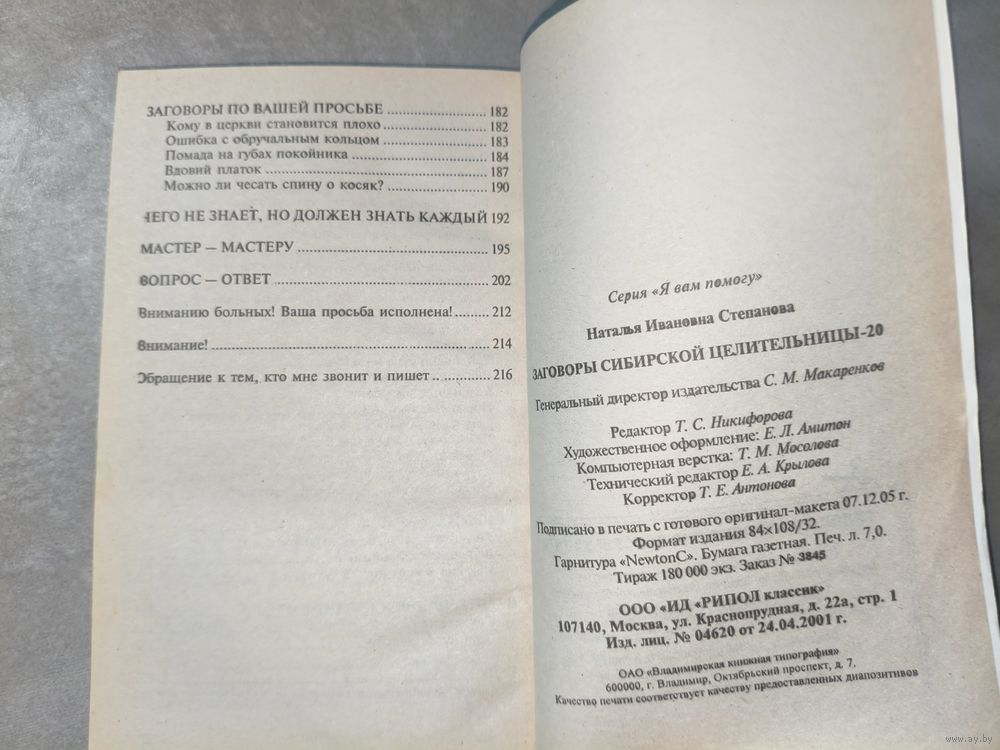 ЗАГОВОРЫ ПО ВАШЕЙ ПРОСЬБЕ ........................ 182
Кому в церкви становится плохо ........................ 182
Ошибка с обручальным кольцом ........................ 183
Помада на губах покойника ........................ 184
Вдовий платок ........................ 187
Можно ли чесать спину о косяк? ........................ 190
ЧЕГО НЕ ЗНАЕТ, НО ДОЛЖЕН ЗНАТЬ КАЖДЫЙ 192
МАСТЕР — МАСТЕРУ ........................ 195
ВОПРОС — ОТВЕТ ........................ 202
Вниманию больных! Ваша просьба исполнена! ......... 212
Внимание! ........................ 214
Обращение к тем, кто мне звонит и пишет .. ............ 216
Серия «Я вам помогу»
Наталья Ивановна Степанова
ЗАГОВОРЫ СИБИРСКОЙ ЦЕЛИТЕЛЬНИЦЫ-20
Генеральный директор издательства С. М. Макаренков
Редактор Т. С. Никифорова
Художественное оформление: Е. Л. Амитон
Компьютерная верстка: Т. М. Мосолова
Технический редактор Е. А. Крылова
Корректор Т. Е. Антонова
Подписано в печать с готового оригинал-макета 07.12.05 г.
Формат издания 84×108/32.
Гарнитура «NewtonC». Бумага газетная. Печ. л. 7,0.
Тираж 180 000 экз. Заказ № 3845
ООО «ИД «РИПОЛ классик»
107140, Москва, ул. Краснопрудная, д. 22а, стр. 1
Изд. лиц. № 04620 от 24.04.2001 г.
ОАО «Владимирская книжная типография»
600000, г. Владимир, Октябрьский проспект, д. 7.
Качество печати соответствует качеству предоставленных диапозитивов
www.ay.by